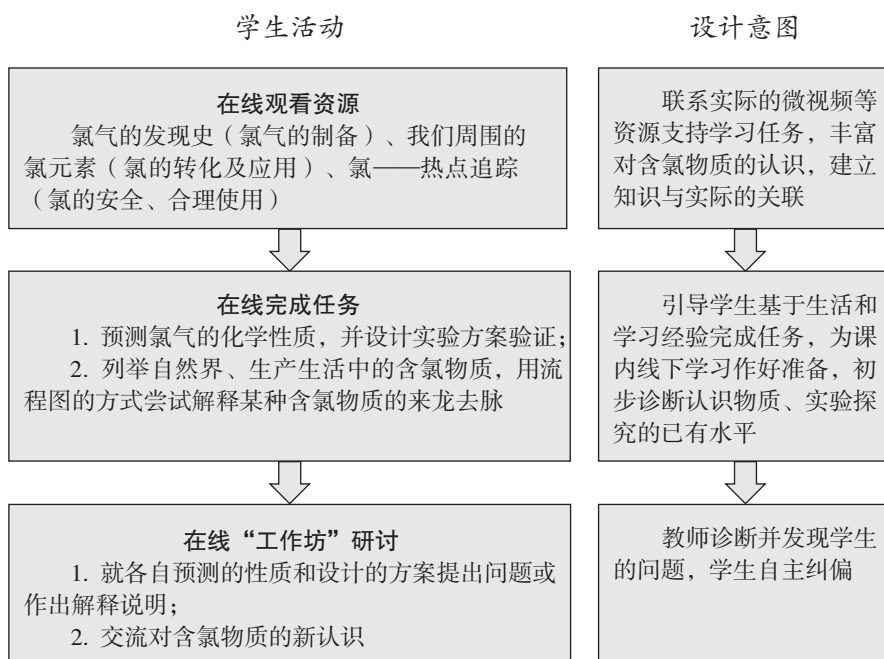 学生活动
设计意图
在线观看资源
氯气的发现史（氯气的制备）、我们周围的
氯元素（氯的转化及应用）、氯——热点追踪
（氯的安全、合理使用）
联系实际的微视频等
资源支持学习任务，丰富
对含氯物质的认识，建立
知识与实际的关联
在线完成任务
1. 预测氯气的化学性质，并设计实验方案验证；
2. 列举自然界、生产生活中的含氯物质，用流
程图的方式尝试解释某种含氯物质的来龙去脉
引导学生基于生活和
学习经验完成任务，为课
内线下学习作好准备，初
步诊断认识物质、实验探
究的已有水平
在线“工作坊”研讨
1. 就各自预测的性质和设计的方案提出问题或
作出解释说明；
2. 交流对含氯物质的新认识
教师诊断并发现学生
的问题，学生自主纠偏